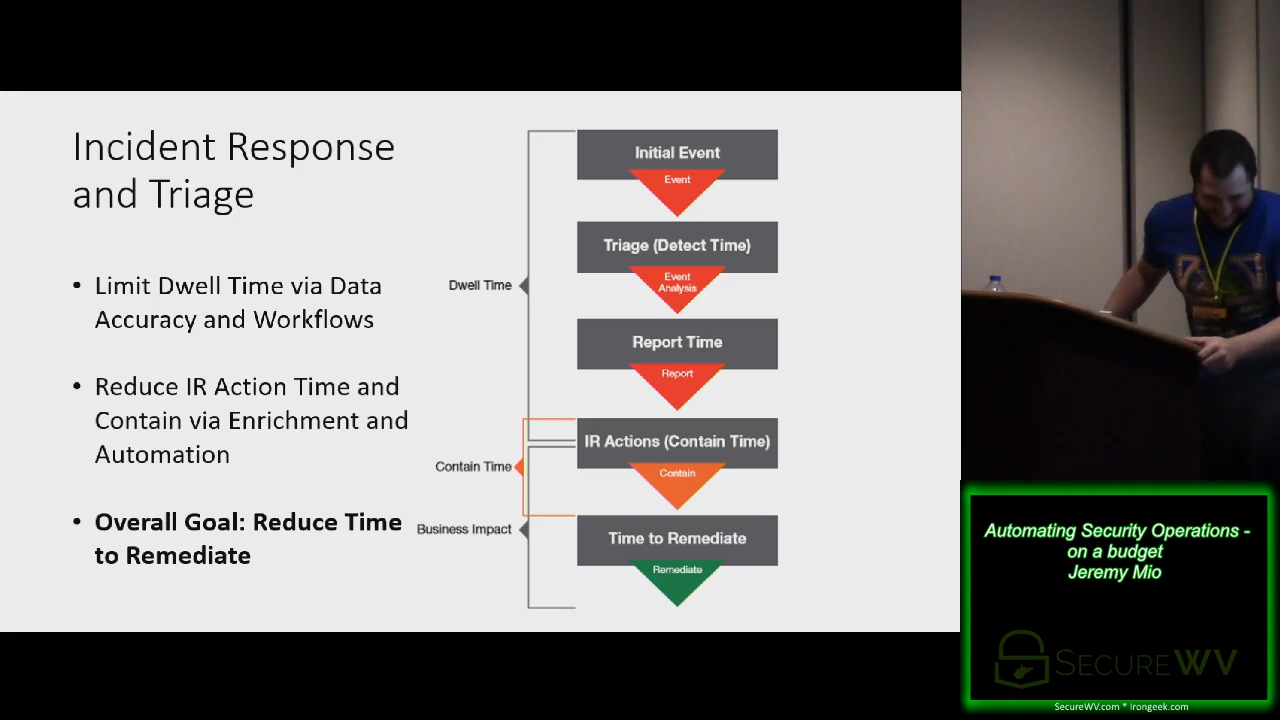 Incident Response
and Triage
• Limit Dwell Time via Data
Accuracy and Workflows
• Reduce IR Action Time and
Contain via Enrichment and
Automation
• Overall Goal: Reduce Time
to Remediate
Initial Event
Event
Triage (Detect Time)
Event
Analysis
Dwell Time
Report Time
Report
IR Actions (Contain Time)
Contain Time
Contain
Business Impact
Time to Remediate
Remediate
Automating Security Operations -
on a budget
Jeremy Mio
SECUREWV
SecureWV.com * irongeek.com